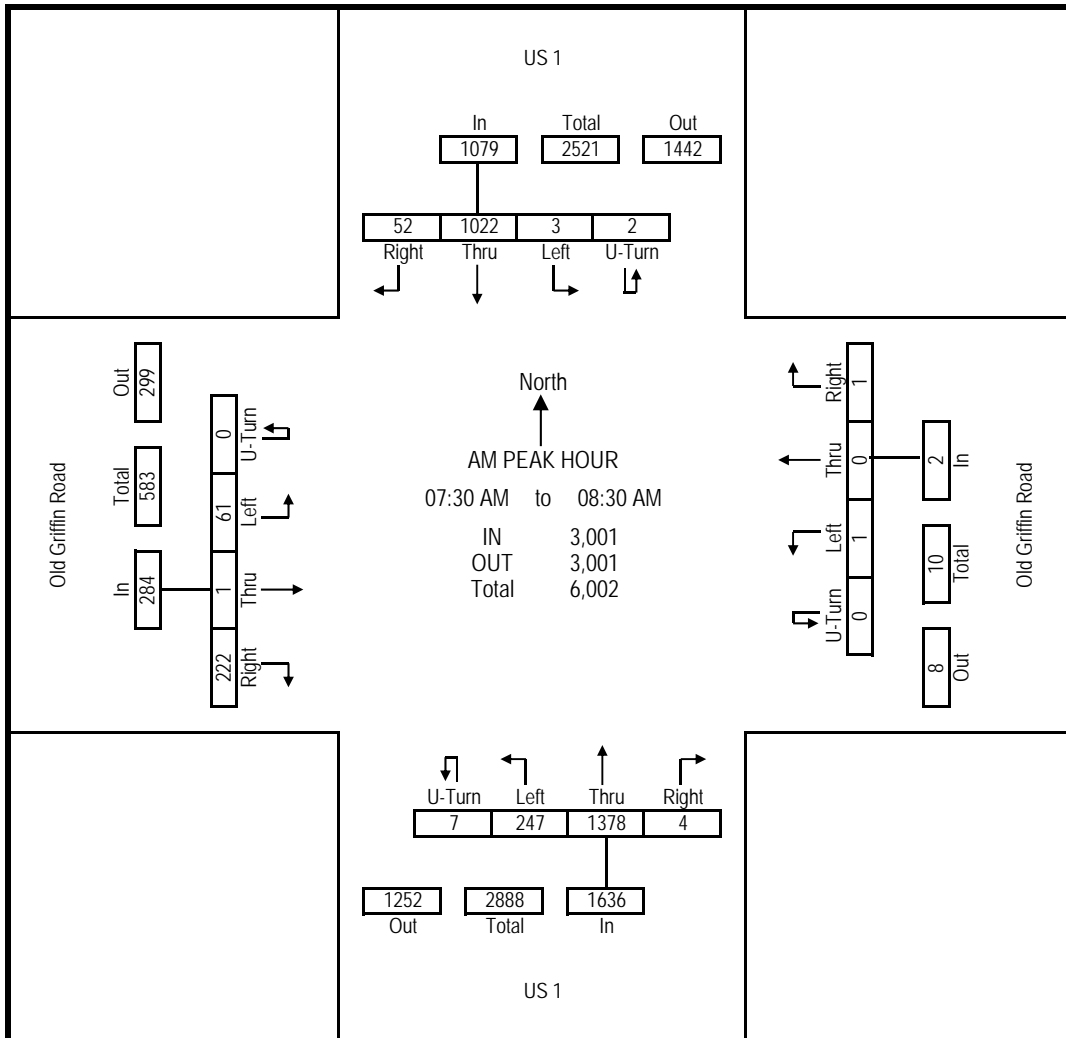 US 1
In Total Out
1079 2521 1442
52 1022 3 2
Right Thru Left U-Turn
Old Griffin Road
Out 299
Total 583
In 284
0 U-Turn
61 Left
1 Thru
222 Right
North
AM PEAK HOUR
07:30 AM to 08:30 AM
IN 3,001
OUT 3,001
Total 6,002
Right 1
Thru 0
Left 1
U-Turn 0
2 In
10 Total
8 Out
Old Griffin Road
U-Turn Left Thru Right
7 247 1378 4
1252 2888 1636
Out Total In
US 1